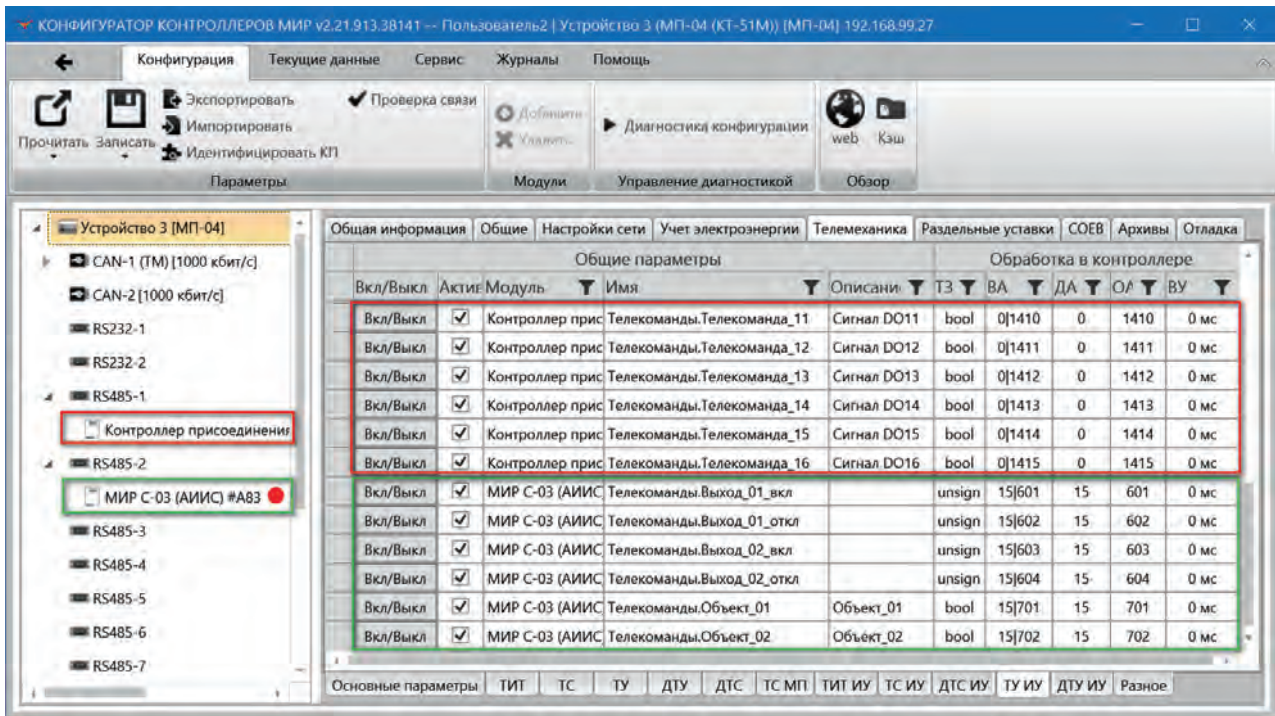 КОНФИГУРАТОР КОНТРОЛЛЕРОВ МИР v2.21.913.38141 -- Пользователь2 | Устройство 3 (МП-04 (КТ-51М)) [МП-04] 192.168.99.27
Конфигурация Текущие данные Сервис Журналы Помощь
Прочитать Записать Экспортировать Импортировать Идентифицировать КП Проверка связи
Добавить Удалить Диагностика конфигурации web Кэш
Параметры Модули Управление диагностикой Обзор
Устройство 3 [МП-04]
CAN-1 (TM) [1000 кбит/с]
CAN-2 [1000 кбит/с]
RS232-1
RS232-2
RS485-1
Контроллер присоединения
RS485-2
МИР С-03 (АИИС) #A83
RS485-3
RS485-4
RS485-5
RS485-6
RS485-7
Общая информация Общие Настройки сети Учет электроэнергии Телемеханика Раздельные уставки СОЕВ Архивы Отладка
Общие параметры Обработка в контроллере
Вкл/Выкл Актив Модуль Имя Описани ТЗ ВА ДА ОА ВУ
Вкл/Выкл Контроллер прис Телекоманды.Телекоманда_11 Сигнал DO11 bool 0|1410 0 1410 0 мс
Вкл/Выкл Контроллер прис Телекоманды.Телекоманда_12 Сигнал DO12 bool 0|1411 0 1411 0 мс
Вкл/Выкл Контроллер прис Телекоманды.Телекоманда_13 Сигнал DO13 bool 0|1412 0 1412 0 мс
Вкл/Выкл Контроллер прис Телекоманды.Телекоманда_14 Сигнал DO14 bool 0|1413 0 1413 0 мс
Вкл/Выкл Контроллер прис Телекоманды.Телекоманда_15 Сигнал DO15 bool 0|1414 0 1414 0 мс
Вкл/Выкл Контроллер прис Телекоманды.Телекоманда_16 Сигнал DO16 bool 0|1415 0 1415 0 мс
Вкл/Выкл МИР С-03 (АИИС Телекоманды.Выход_01_вкл unsign 15|601 15 601 0 мс
Вкл/Выкл МИР С-03 (АИИС Телекоманды.Выход_01_откл unsign 15|602 15 602 0 мс
Вкл/Выкл МИР С-03 (АИИС Телекоманды.Выход_02_вкл unsign 15|603 15 603 0 мс
Вкл/Выкл МИР С-03 (АИИС Телекоманды.Выход_02_откл unsign 15|604 15 604 0 мс
Вкл/Выкл МИР С-03 (АИИС Телекоманды.Объект_01 Объект_01 bool 15|701 15 701 0 мс
Вкл/Выкл МИР С-03 (АИИС Телекоманды.Объект_02 Объект_02 bool 15|702 15 702 0 мс
Основные параметры ТИТ ТС ТУ ДТУ ДТС ТС МП ТИТ ИУ ТС ИУ ДТС ИУ ТУ ИУ ДТУ ИУ Разное